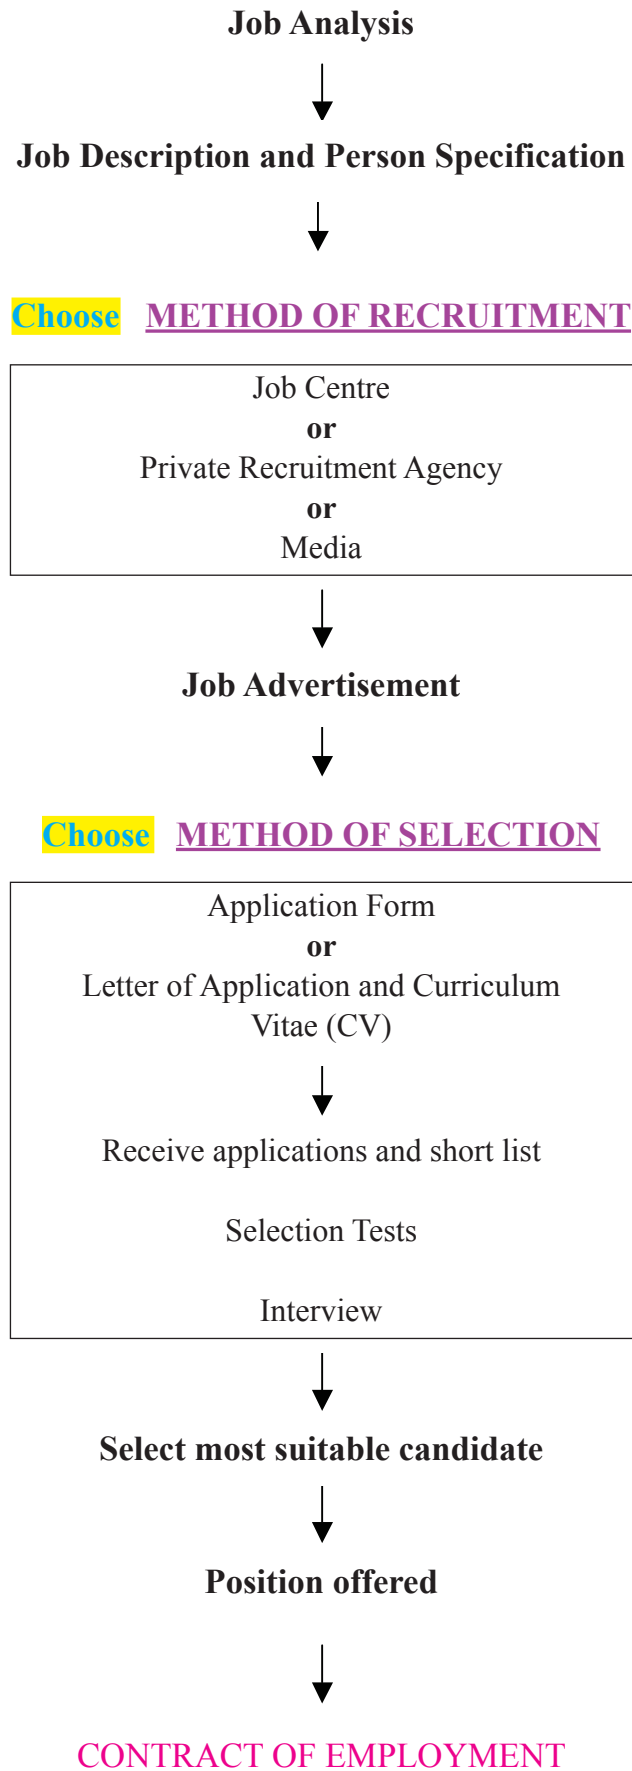 Job Analysis
Job Description and Person Specification
Choose METHOD OF RECRUITMENT
Job Centre
or
Private Recruitment Agency
or
Media
Job Advertisement
Choose METHOD OF SELECTION
Application Form
or
Letter of Application and Curriculum
Vitae (CV)
Receive applications and short list
Selection Tests
Interview
Select most suitable candidate
Position offered
CONTRACT OF EMPLOYMENT